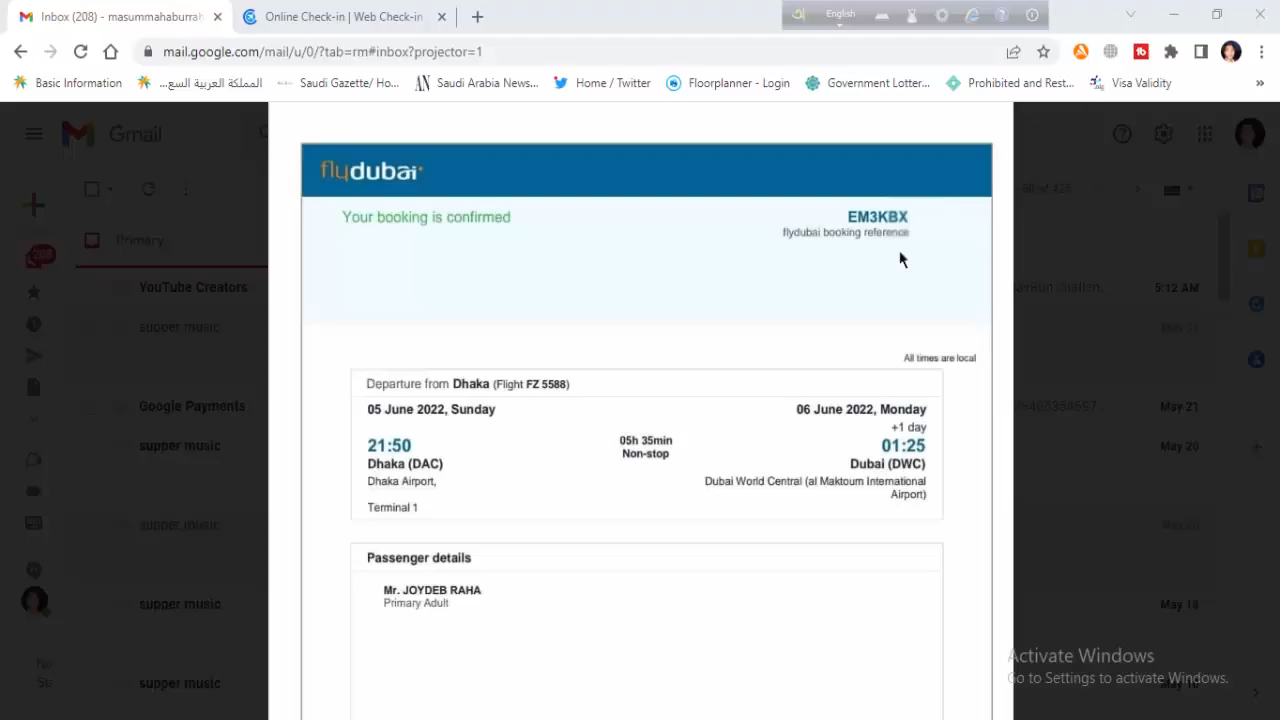 Inbox (208) - masummahaburrah
Online Check-in | Web Check-in
English
mail.google.com/mail/u/0/?tab=rm#inbox?projector=1
Basic Information
المملكة العربية السع...
Saudi Gazette/ Ho...
Saudi Arabia News...
Home / Twitter
Floorplanner - Login
Government Lotter...
Prohibited and Rest...
Visa Validity
»
Gmail
flydubai
Your booking is confirmed
EM3KBX
flydubai booking reference
Primary
YouTube Creators
5:12 AM
supper music
All times are local
Departure from Dhaka (Flight FZ 5588)
05 June 2022, Sunday
06 June 2022, Monday
+1 day
Google Payments
May 21
21:50
05h 35min
Non-stop
01:25
supper music
May 20
Dhaka (DAC)
Dubai (DWC)
Dhaka Airport,
Dubai World Central (al Maktoum International
Airport)
Terminal 1
supper music
Passenger details
Mr. JOYDEB RAHA
Primary Adult
supper music
May 18
Activate Windows
Go to Settings to activate Windows.
supper music